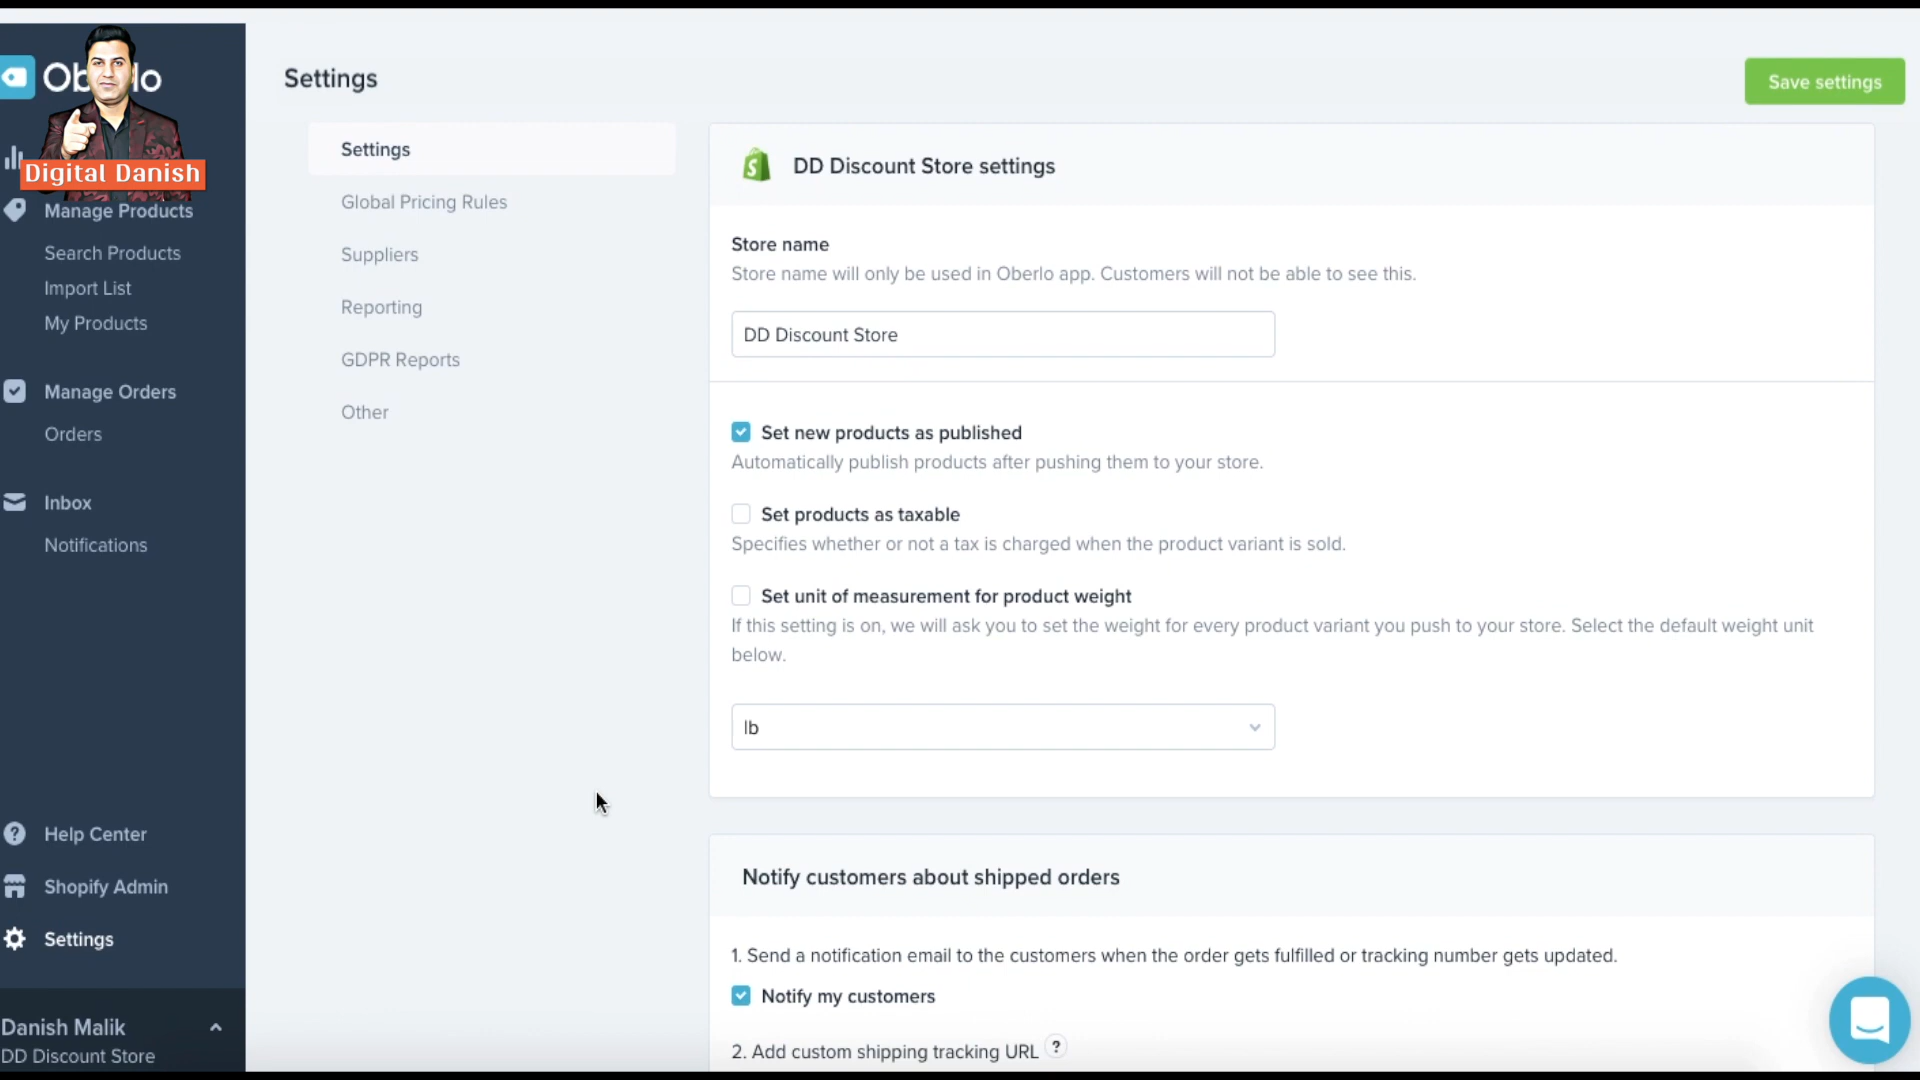 Oberlo
Digital Danish
Manage Products
Search Products
Import List
My Products
Manage Orders
Orders
Inbox
Notifications
Help Center
Shopify Admin
Settings
Danish Malik
DD Discount Store
Settings
Save settings
Settings
Global Pricing Rules
Suppliers
Reporting
GDPR Reports
Other
DD Discount Store settings
Store name
Store name will only be used in Oberlo app. Customers will not be able to see this.
DD Discount Store
Set new products as published
Automatically publish products after pushing them to your store.
Set products as taxable
Specifies whether or not a tax is charged when the product variant is sold.
Set unit of measurement for product weight
If this setting is on, we will ask you to set the weight for every product variant you push to your store. Select the default weight unit
below.
lb
Notify customers about shipped orders
1. Send a notification email to the customers when the order gets fulfilled or tracking number gets updated.
Notify my customers
2. Add custom shipping tracking URL ?